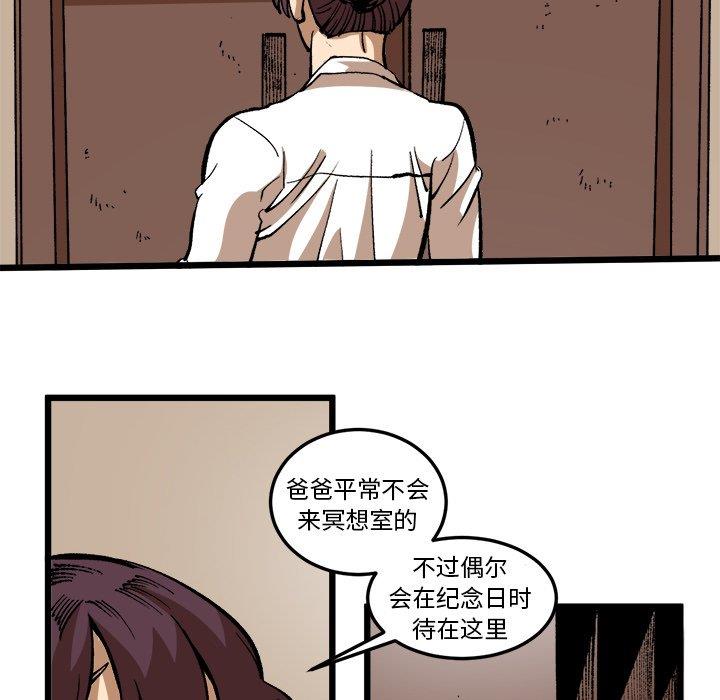 爸爸平常不会
来冥想室的
不过偶尔
会在纪念日时
待在这里